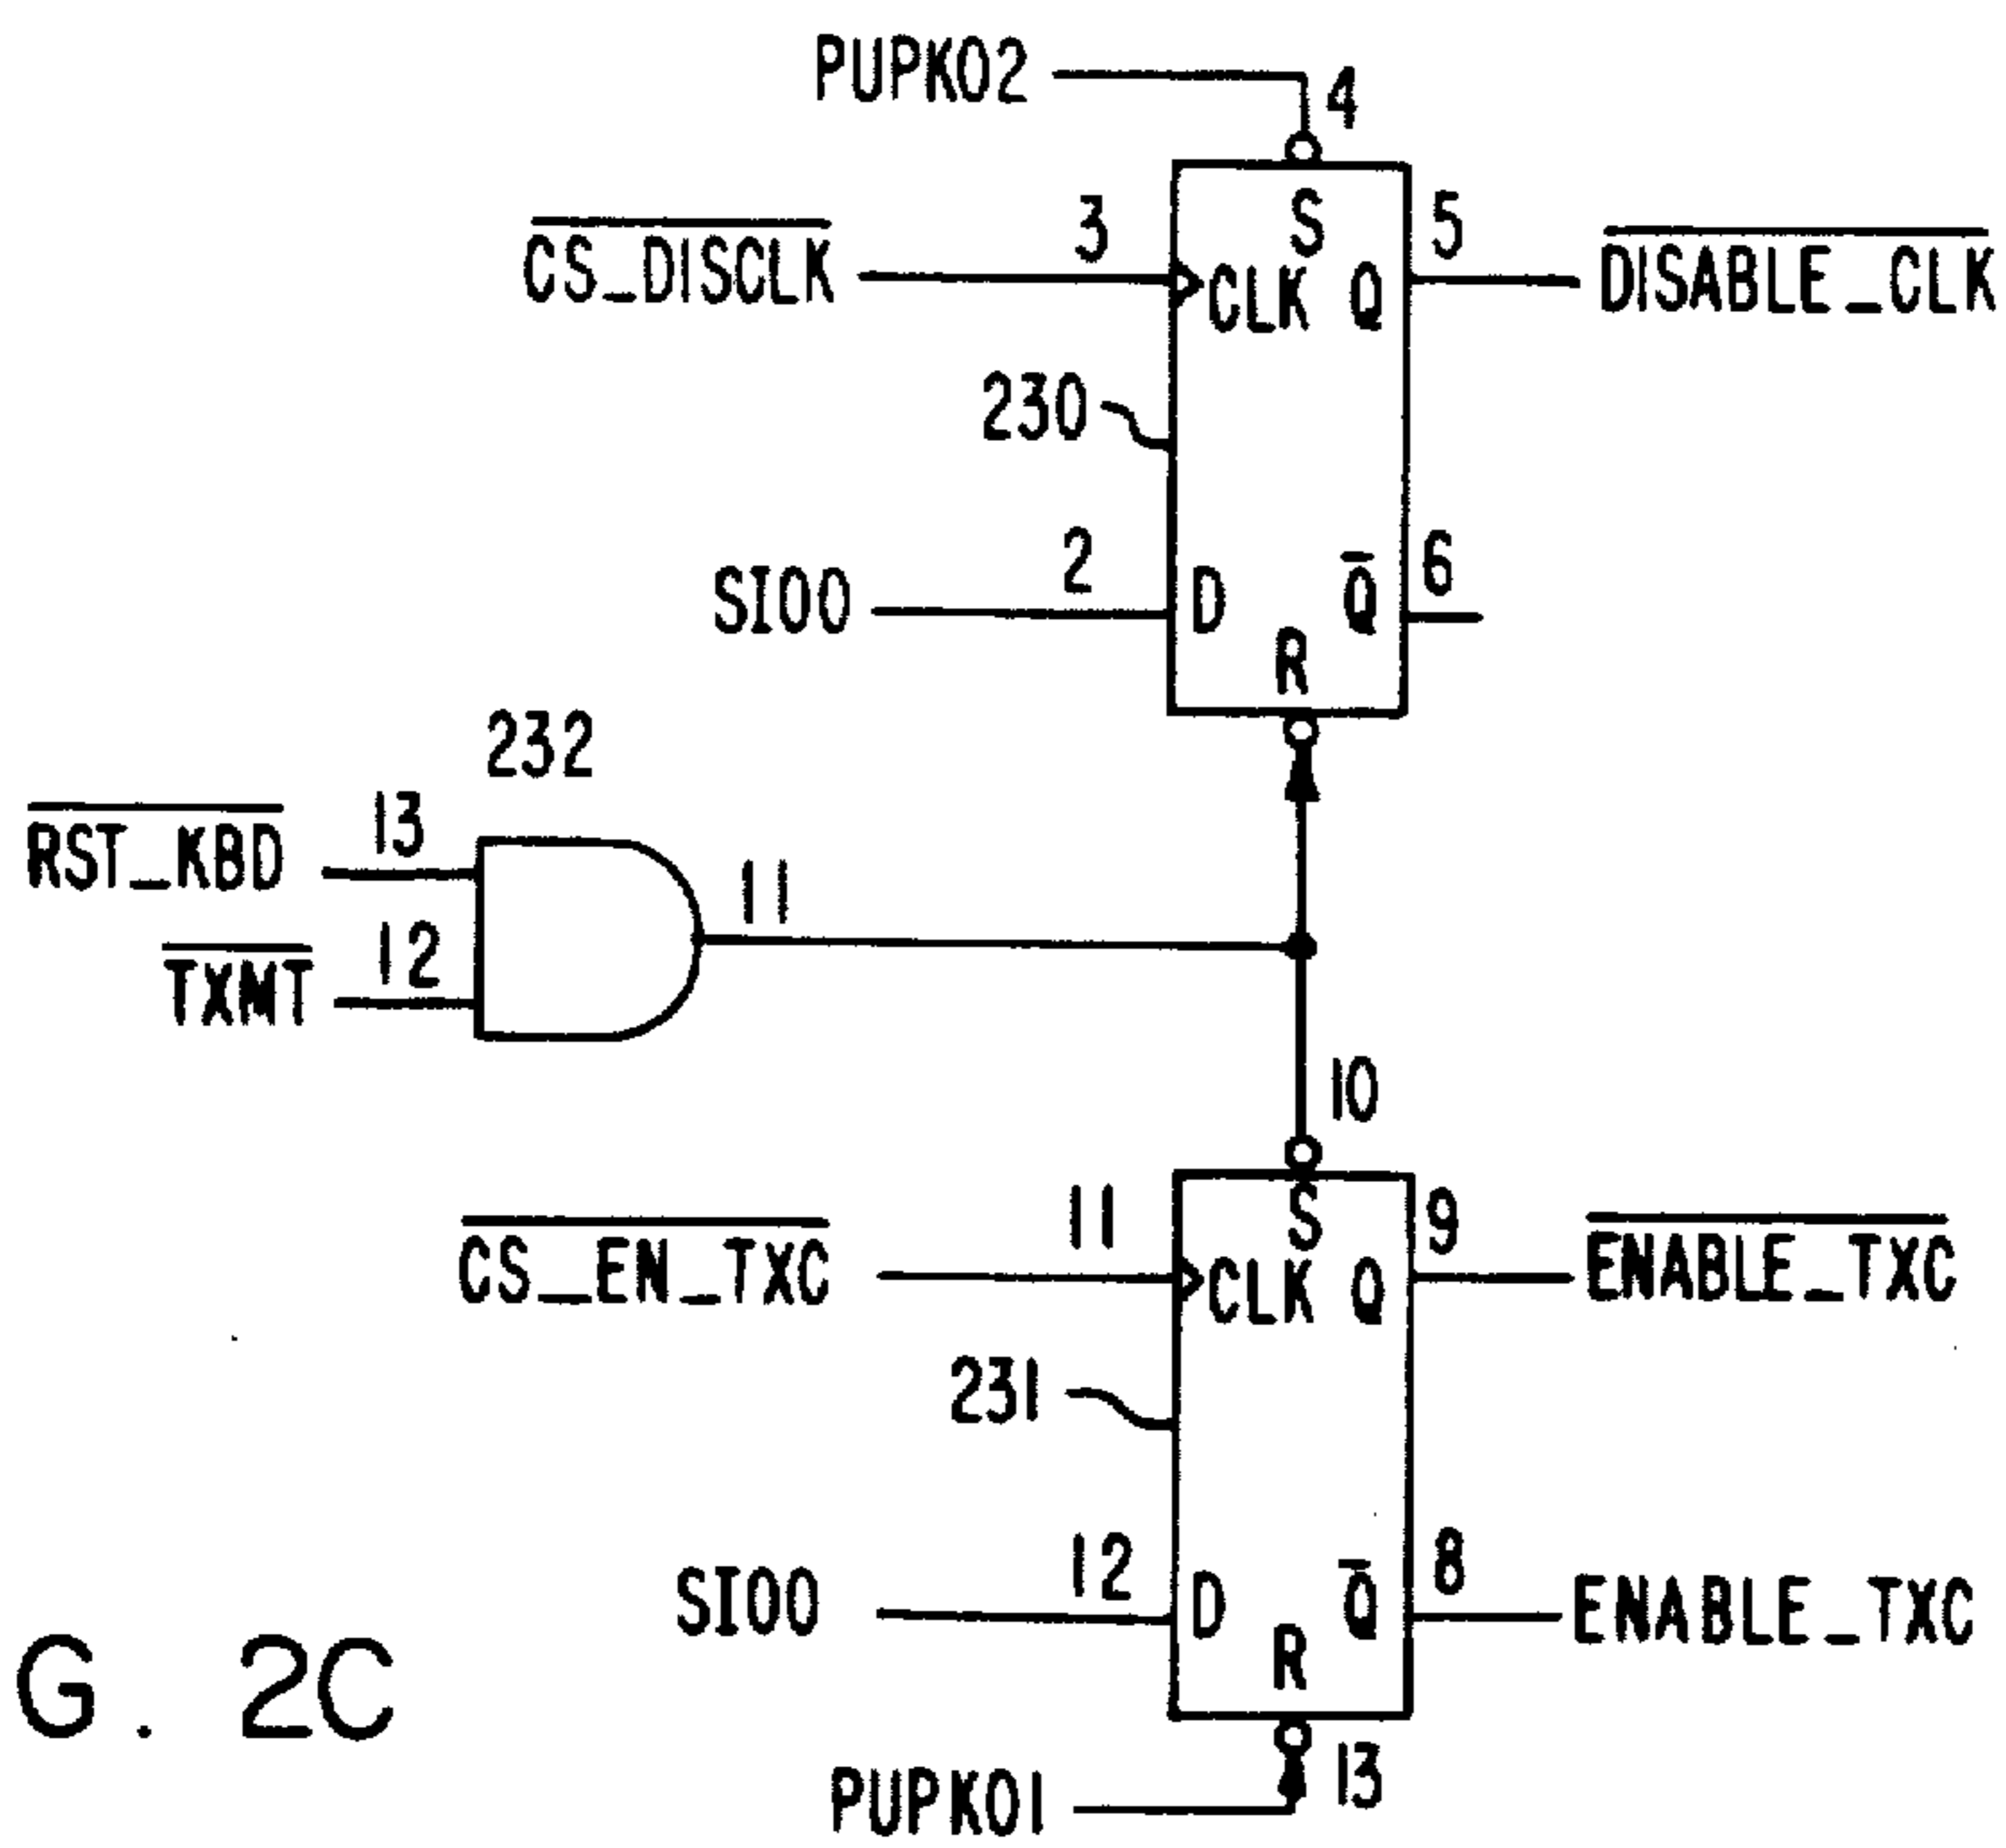 PUPK02
4
3
S
5
CS_DISCLK
CLK
Q
DISABLE_CLK
230
2
6
SI00
D
Q
R
232
RST_KBD
13
11
TXMT
12
10
11
S
9
CS_EN_TXC
CLK
Q
ENABLE_TXC
231
12
8
SI00
D
Q
ENABLE_TXC
R
G. 2C
13
PUPK01